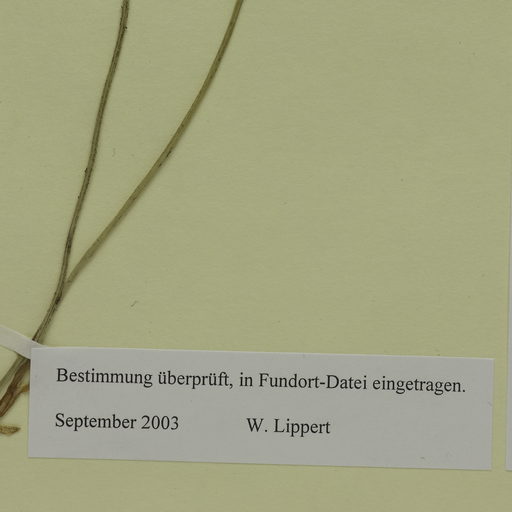 Bestimmung überprüft, in Fundort-Datei eingetragen.
September 2003 W. Lippert